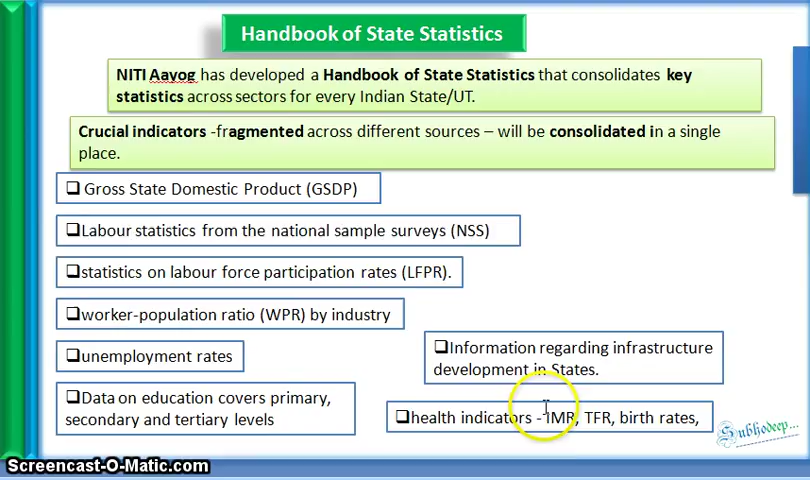 Handbook of State Statistics
NITI Aayog has developed a Handbook of State Statistics that consolidates key
statistics across sectors for every Indian State/UT.
Crucial indicators -fragmented across different sources – will be consolidated in a single
place.
❑ Gross State Domestic Product (GSDP)
❑Labour statistics from the national sample surveys (NSS)
❑statistics on labour force participation rates (LFPR).
❑worker-population ratio (WPR) by industry
❑unemployment rates
❑Data on education covers primary,
secondary and tertiary levels
❑Information regarding infrastructure
development in States.
❑health indicators - IMR, TFR, birth rates,
Subhodeep...
Screencast-O-Matic.com